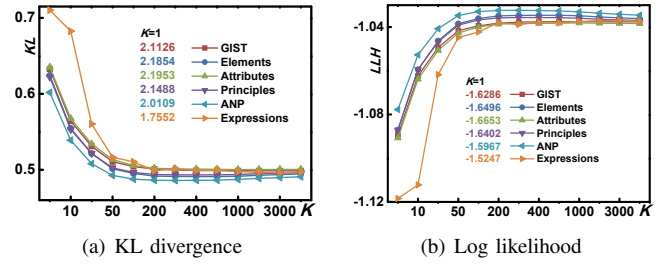 0.7
0.6
0.5
KL
K=1
2.1126 GIST
2.1854 Elements
2.1953 Attributes
2.1488 Principles
2.0109 ANP
1.7552 Expressions
10 50 200 400 1000 3000 K
(a) KL divergence
-1.04
-1.08
-1.12
LLH
K=1
-1.6286 GIST
-1.6496 Elements
-1.6653 Attributes
-1.6402 Principles
-1.5967 ANP
-1.5247 Expressions
10 50 200 400 1000 3000 K
(b) Log likelihood